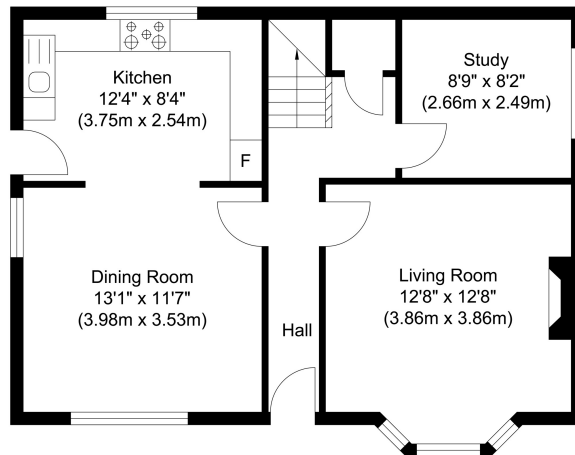 Kitchen
12'4" x 8'4"
(3.75m x 2.54m)
F
Study
8'9" x 8'2"
(2.66m x 2.49m)
Dining Room
13'1" x 11'7"
(3.98m x 3.53m)
Hall
Living Room
12'8" x 12'8"
(3.86m x 3.86m)